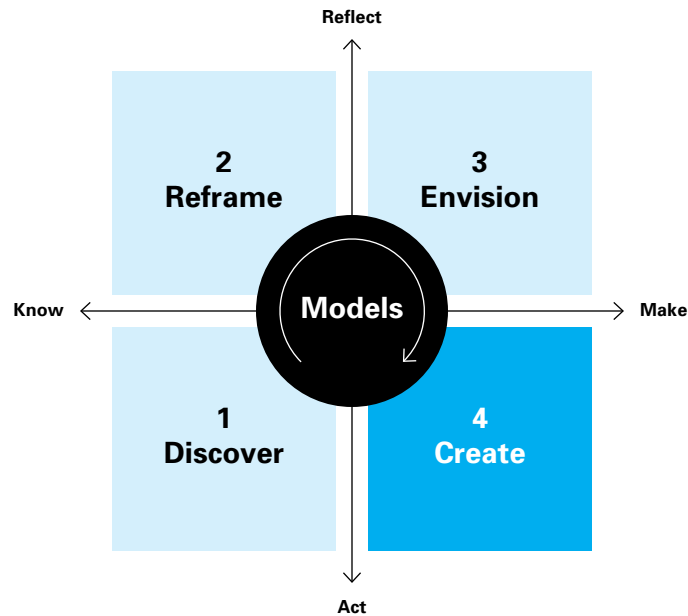 Reflect
2
Reframe
3
Envision
Know
Models
Make
1
Discover
4
Create
Act